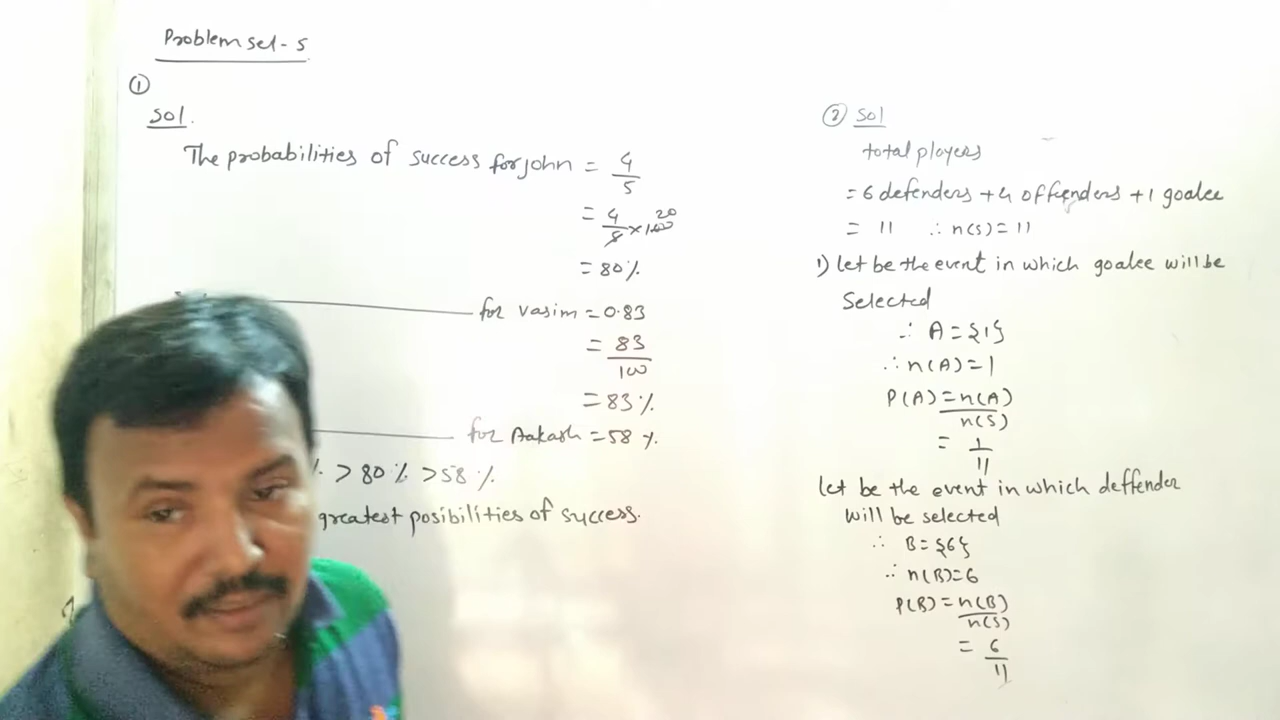 Problem set - 5
①
Sol.
The probabilities of success for john = 4/5
= 4/5 × 100 20
= 80%
for vasim = 0.83
= 83/100
= 83%
for Aakash = 58%
> 80% > 58%
greatest posibilities of success.
② Sol
total players
= 6 defenders + 4 offenders + 1 goalee
= 11 ∴ n(S) = 11
1) let be the event in which goalee will be
Selected
∴ A = {1}
∴ n(A) = 1
P(A) = n(A)/n(S)
= 1/11
let be the event in which deffender
will be selected
∴ B = {6}
∴ n(B) = 6
P(B) = n(B)/n(S)
= 6/11